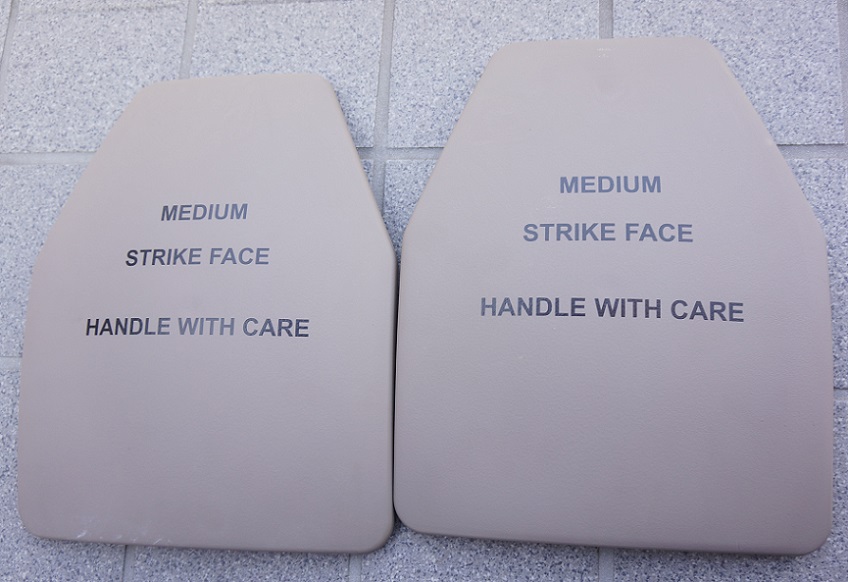 MEDIUM
STRIKE FACE
HANDLE WITH CARE
MEDIUM
STRIKE FACE
HANDLE WITH CARE